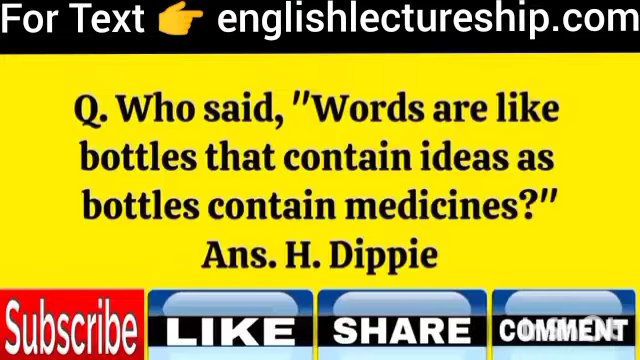 For Text 👉 englishlectureship.com
Q. Who said, "Words are like
bottles that contain ideas as
bottles contain medicines?"
Ans. H. Dippie
Subscribe LIKE SHARE COMMENT